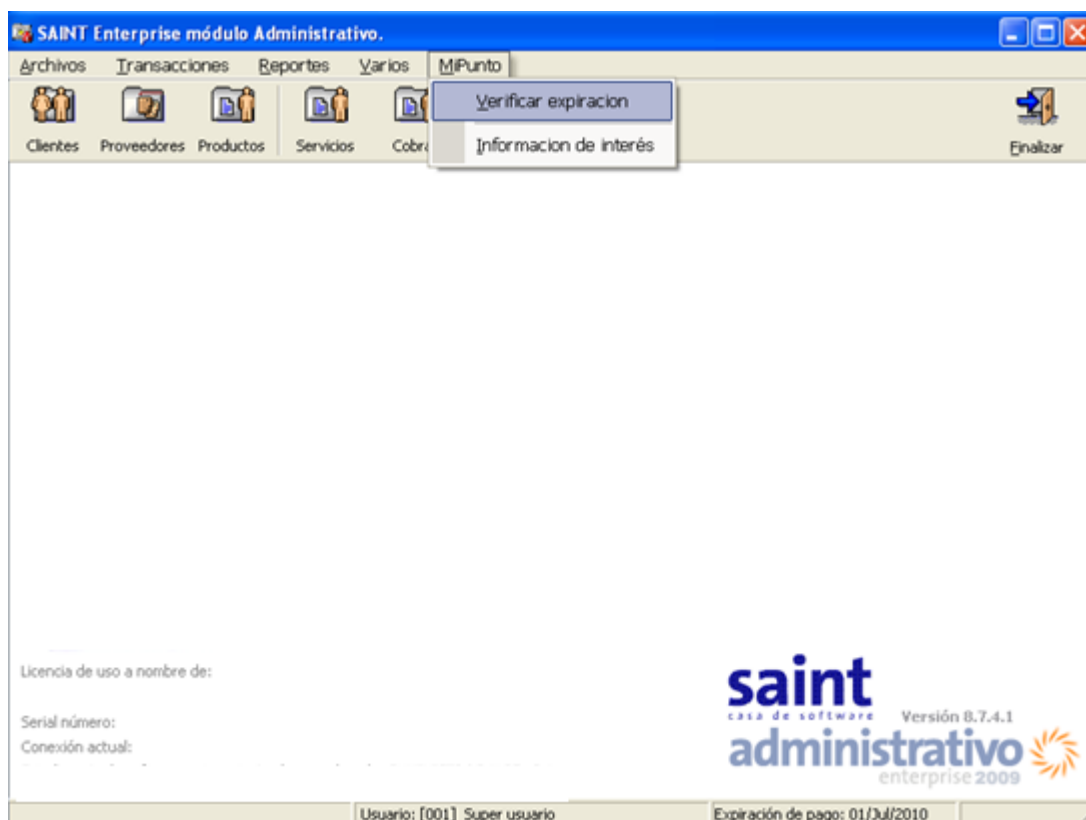 SAINT Enterprise módulo Administrativo.
Archivos Transacciones Reportes Varios MiPunto
Verificar expiracion
Informacion de interés
Clientes Proveedores Productos Servicios Cobra Finalizar
Licencia de uso a nombre de:
Serial número:
Conexión actual:
saint
casa de software
Versión 8.7.4.1
administrativo
enterprise 2009
Usuario: [001] Super usuario Expiración de pago: 01/Jul/2010